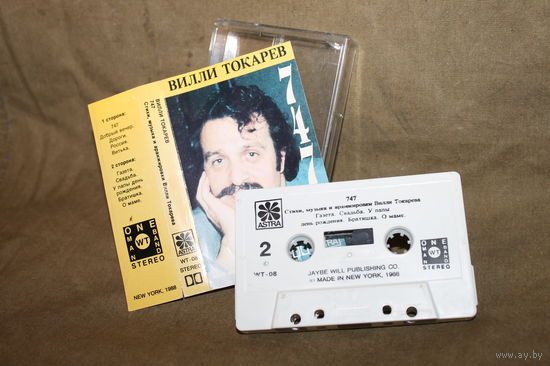 1 сторона:
747
Добрый вечер.
Дороги.
Россия.
Витька.
2 сторона:
Газета.
Свадьба.
У папы день
рождения.
Братишка.
О маме.
ONE
MAN
WT
BAND
STEREO
NEW YORK, 1988
ВИЛЛИ ТОКАРЕВ
747
Стихи, музыка и аранжировки Вилли Токарева
ASTRA
STEREO
WT-08
ВИЛЛИ ТОКАРЕВ
747
ASTRA
747
Стихи, музыка и аранжировки Вилли Токарева
Газета. Свадьба. У папы
день рождения. Братишка. О маме.
2
WT-08
JAYBE WILL PUBLISHING CO.
MADE IN NEW YORK, 1988
ONE
MAN
WT
BAND
STEREO
www.ay.by